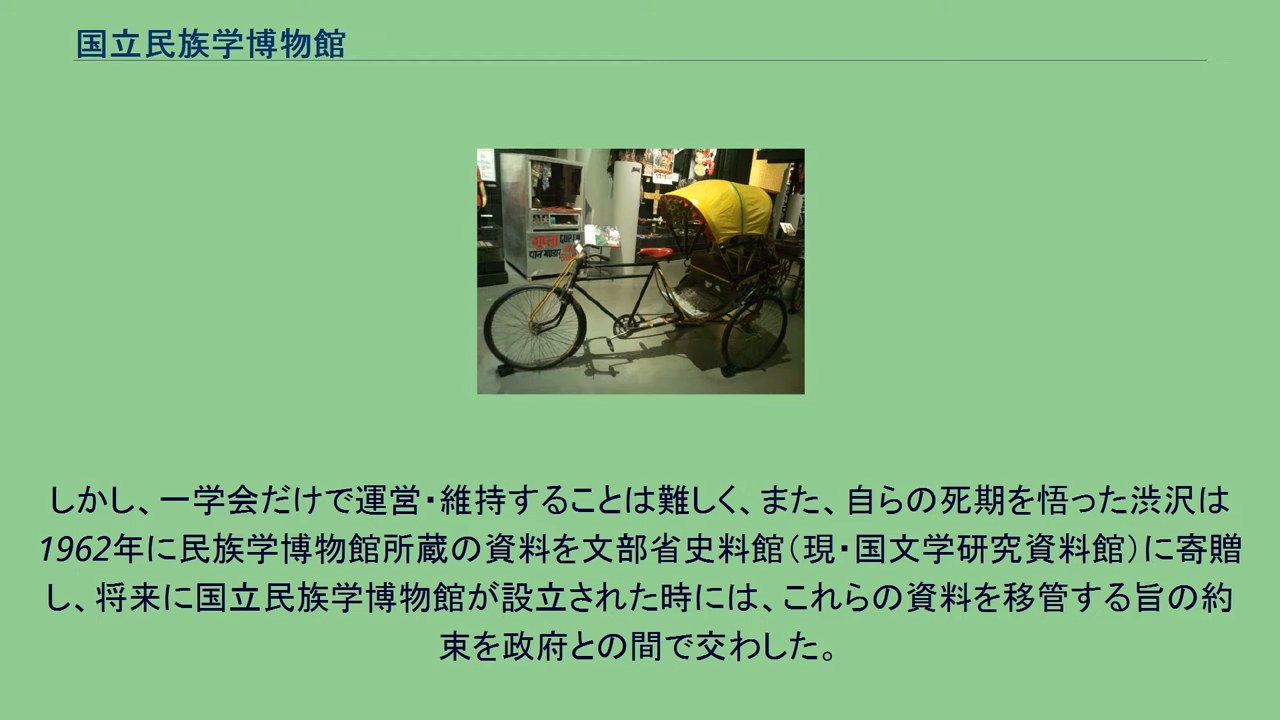 国立民族学博物館
गुप्ता GUPTA
しかし、一学会だけで運営・維持することは難しく、また、自らの死期を悟った渋沢は
1962年に民族学博物館所蔵の資料を文部省史料館（現・国文学研究資料館）に寄贈
し、将来に国立民族学博物館が設立された時には、これらの資料を移管する旨の約
束を政府との間で交わした。